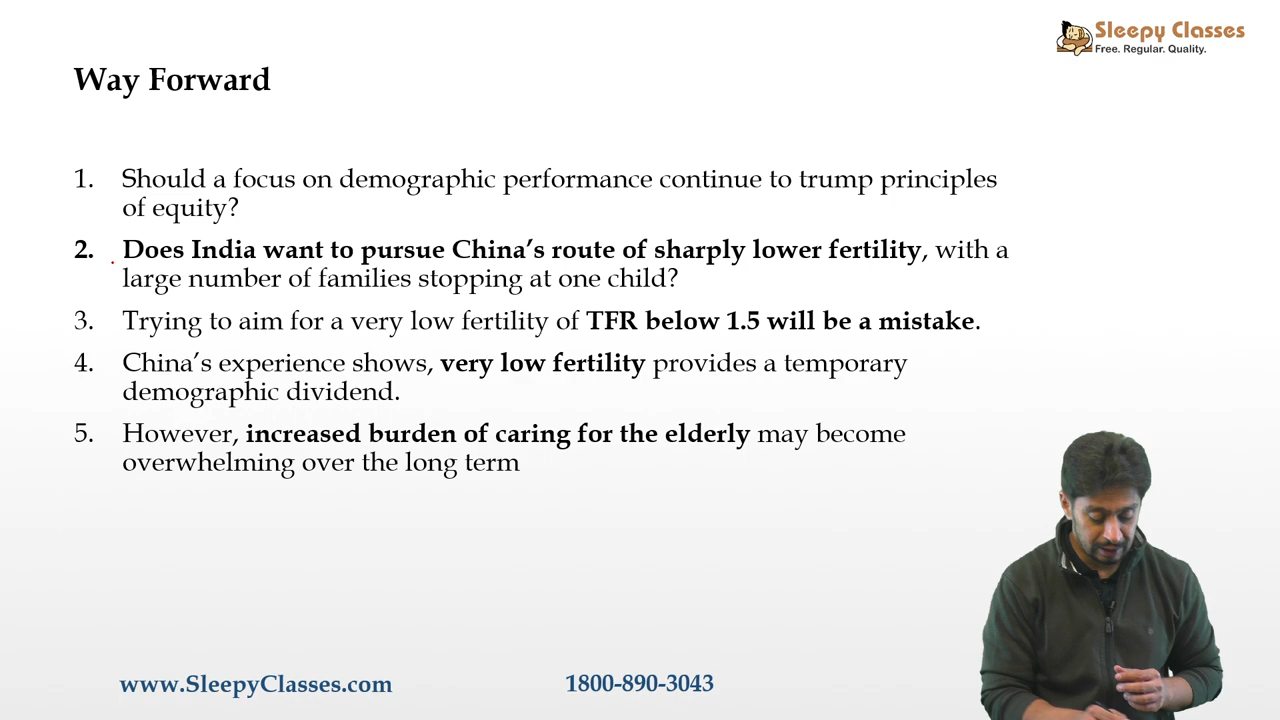 Sleepy Classes
Free. Regular. Quality.
Way Forward
1. Should a focus on demographic performance continue to trump principles
of equity?
2. Does India want to pursue China’s route of sharply lower fertility, with a
large number of families stopping at one child?
3. Trying to aim for a very low fertility of TFR below 1.5 will be a mistake.
4. China’s experience shows, very low fertility provides a temporary
demographic dividend.
5. However, increased burden of caring for the elderly may become
overwhelming over the long term
www.SleepyClasses.com
1800-890-3043